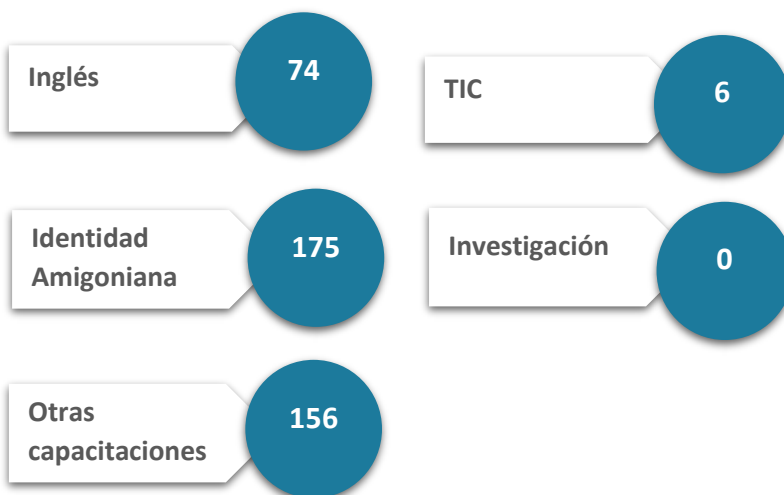 Inglés
74
TIC
6
Identidad
Amigoniana
175
Investigación
0
Otras
capacitaciones
156